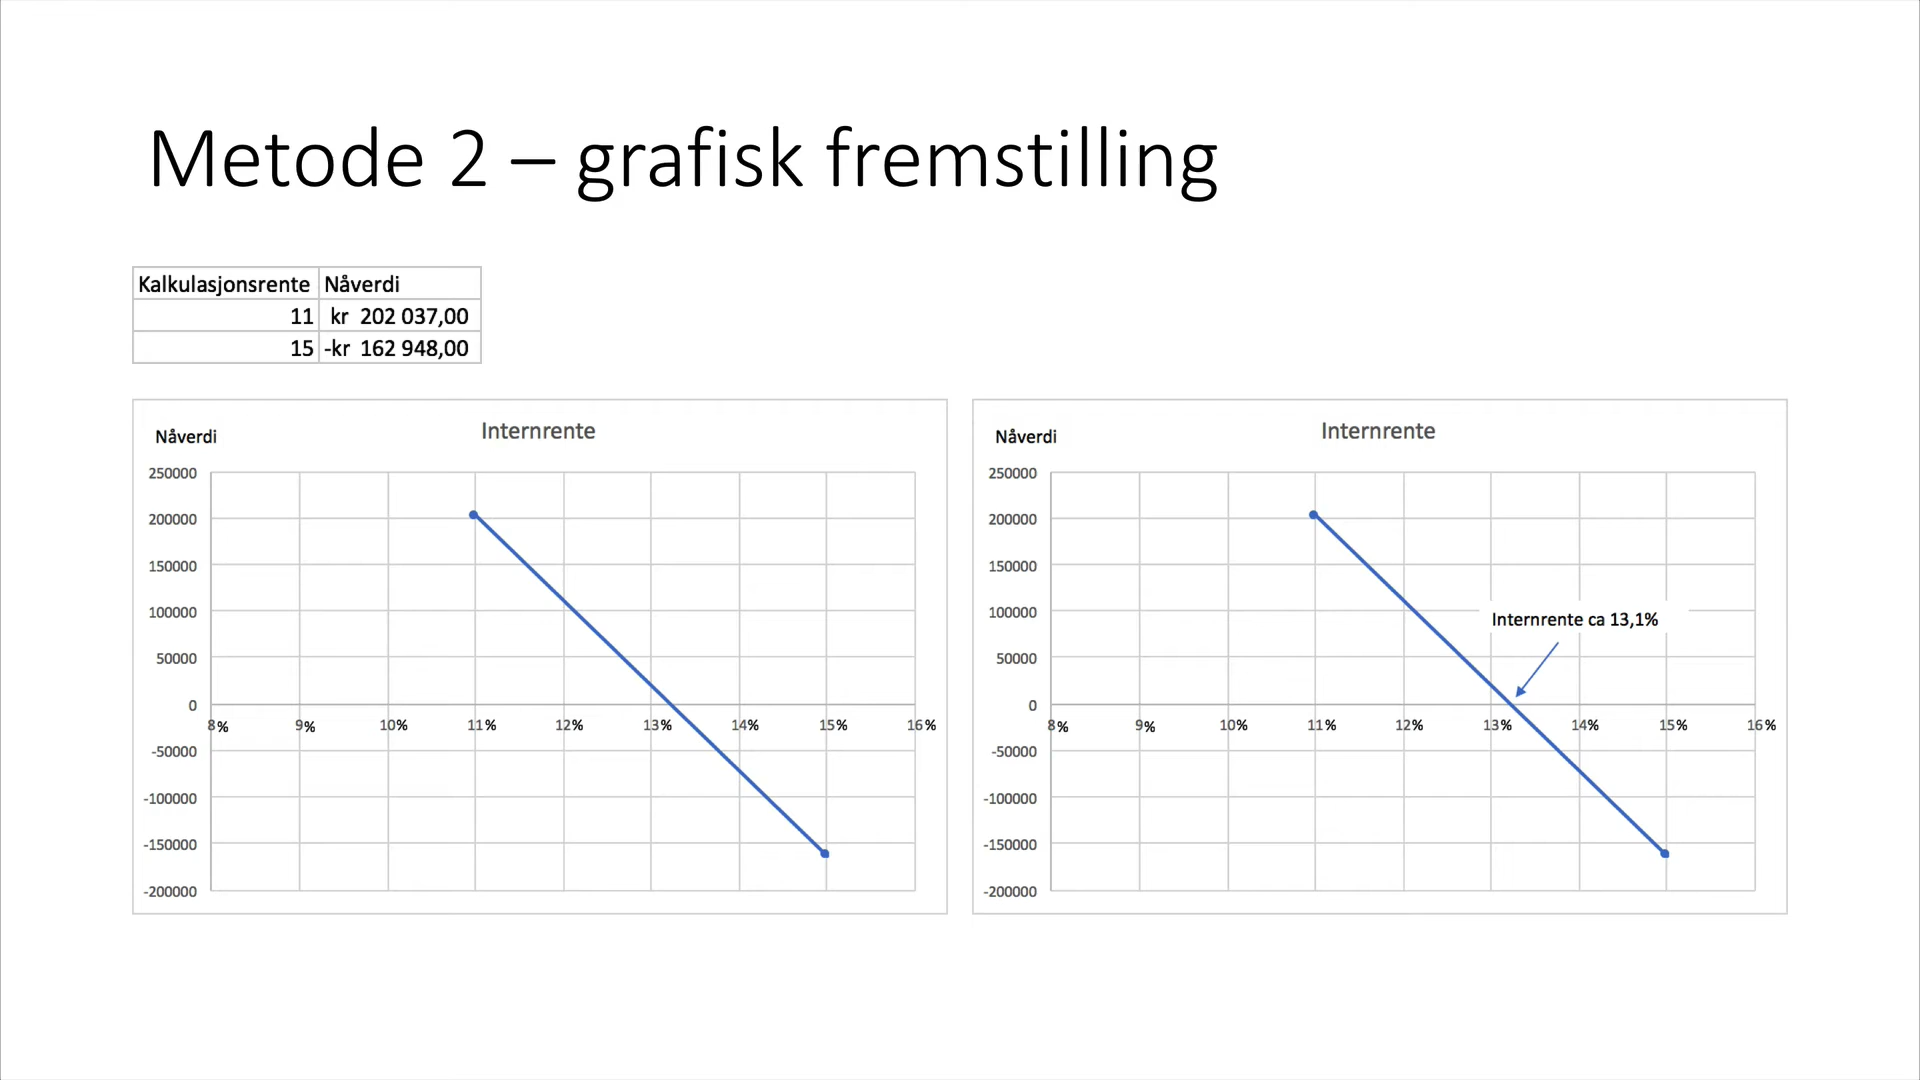 Metode 2 – grafisk fremstilling
Kalkulasjonsrente Nåverdi
11 kr 202 037,00
15 -kr 162 948,00
Nåverdi Internrente
250000
200000
150000
100000
50000
0
8% 9% 10% 11% 12% 13% 14% 15% 16%
-50000
-100000
-150000
-200000
Nåverdi Internrente
250000
200000
150000
100000
Internrente ca 13,1%
50000
0
8% 9% 10% 11% 12% 13% 14% 15% 16%
-50000
-100000
-150000
-200000